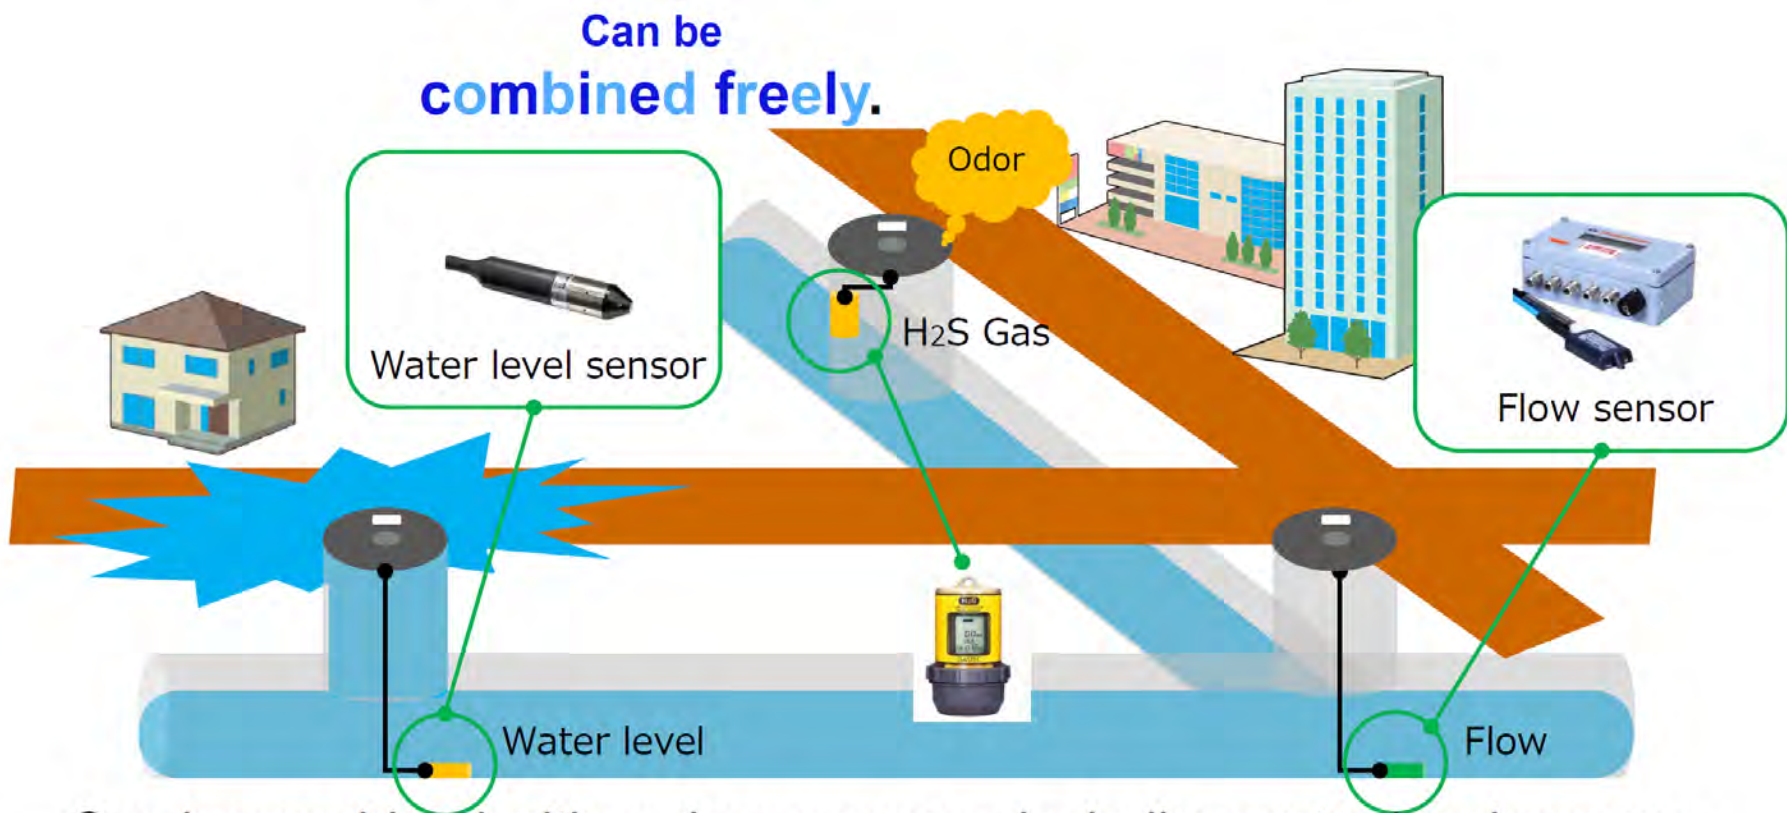 Can be
combined freely.
Odor
Water level sensor
H2S Gas
Flow sensor
Water level
Flow